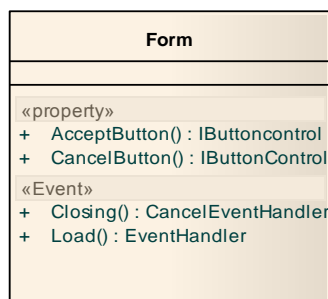 Form
«property»
+ AcceptButton() : IButtoncontrol
+ CancelButton() : IButtonControl
«Event»
+ Closing() : CancelEventHandler
+ Load() : EventHandler